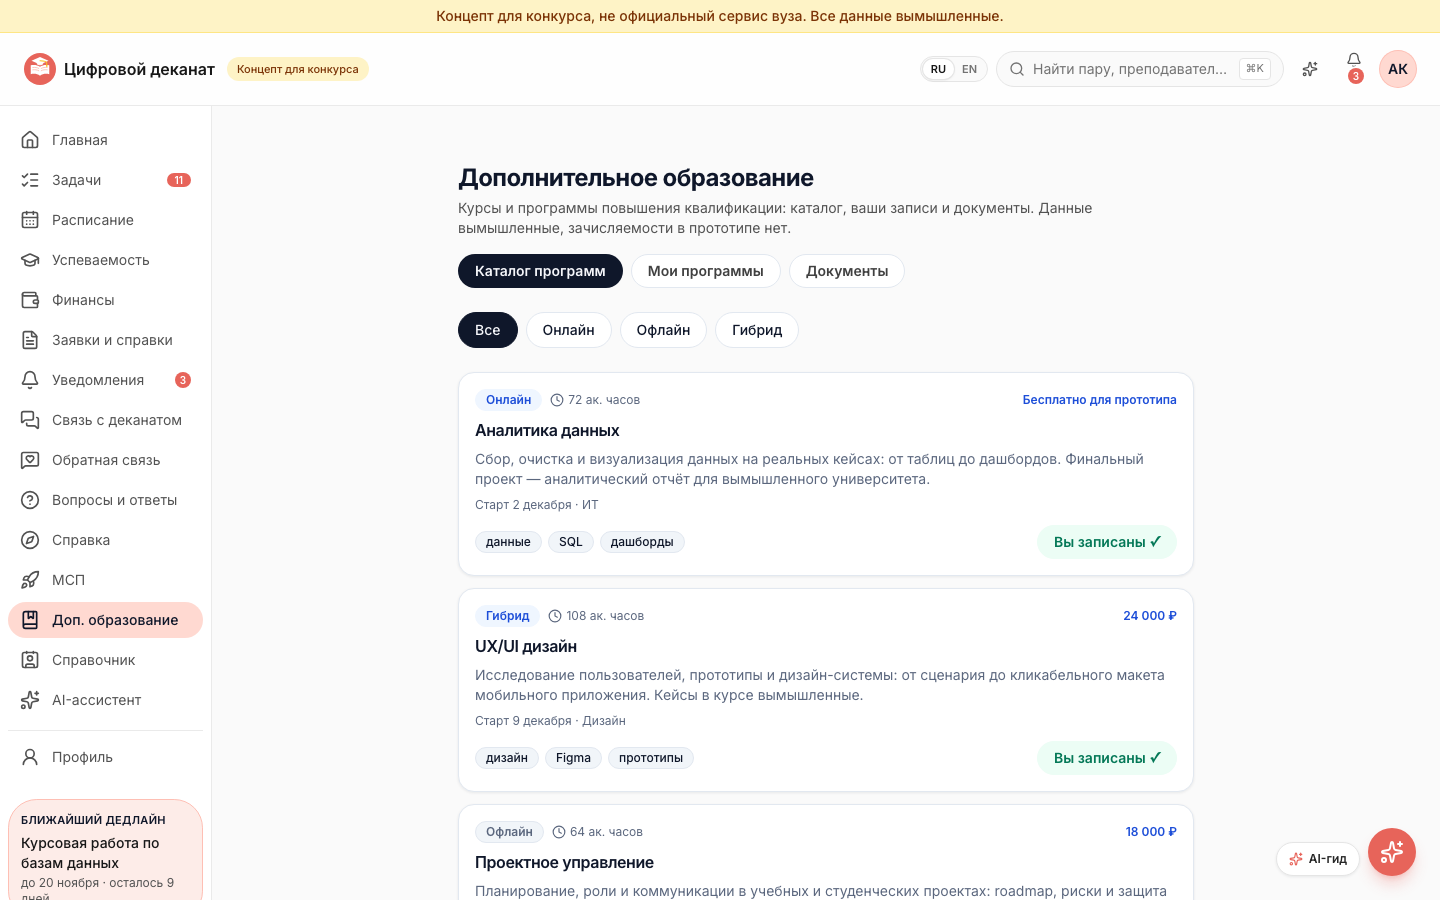 Концепт для конкурса, не официальный сервис вуза. Все данные вымышленные.
Цифровой деканат
Концепт для конкурса
RU EN
Найти пару, преподавател... ⌘K
3
АК
Главная
Задачи 11
Расписание
Успеваемость
Финансы
Заявки и справки
Уведомления 3
Связь с деканатом
Обратная связь
Вопросы и ответы
Справка
МСП
Доп. образование
Справочник
AI-ассистент
Профиль
БЛИЖАЙШИЙ ДЕДЛАЙН
Курсовая работа по
базам данных
до 20 ноября · осталось 9
дней
Дополнительное образование
Курсы и программы повышения квалификации: каталог, ваши записи и документы. Данные
вымышленные, зачисляемости в прототипе нет.
Каталог программ Мои программы Документы
Все Онлайн Офлайн Гибрид
Онлайн 72 ак. часов Бесплатно для прототипа
Аналитика данных
Сбор, очистка и визуализация данных на реальных кейсах: от таблиц до дашбордов. Финальный
проект — аналитический отчёт для вымышленного университета.
Старт 2 декабря · ИТ
данные SQL дашборды Вы записаны ✓
Гибрид 108 ак. часов 24 000 ₽
UX/UI дизайн
Исследование пользователей, прототипы и дизайн-системы: от сценария до кликабельного макета
мобильного приложения. Кейсы в курсе вымышленные.
Старт 9 декабря · Дизайн
дизайн Figma прототипы Вы записаны ✓
Офлайн 64 ак. часов 18 000 ₽
Проектное управление
Планирование, роли и коммуникации в учебных и студенческих проектах: roadmap, риски и защита
AI-гид